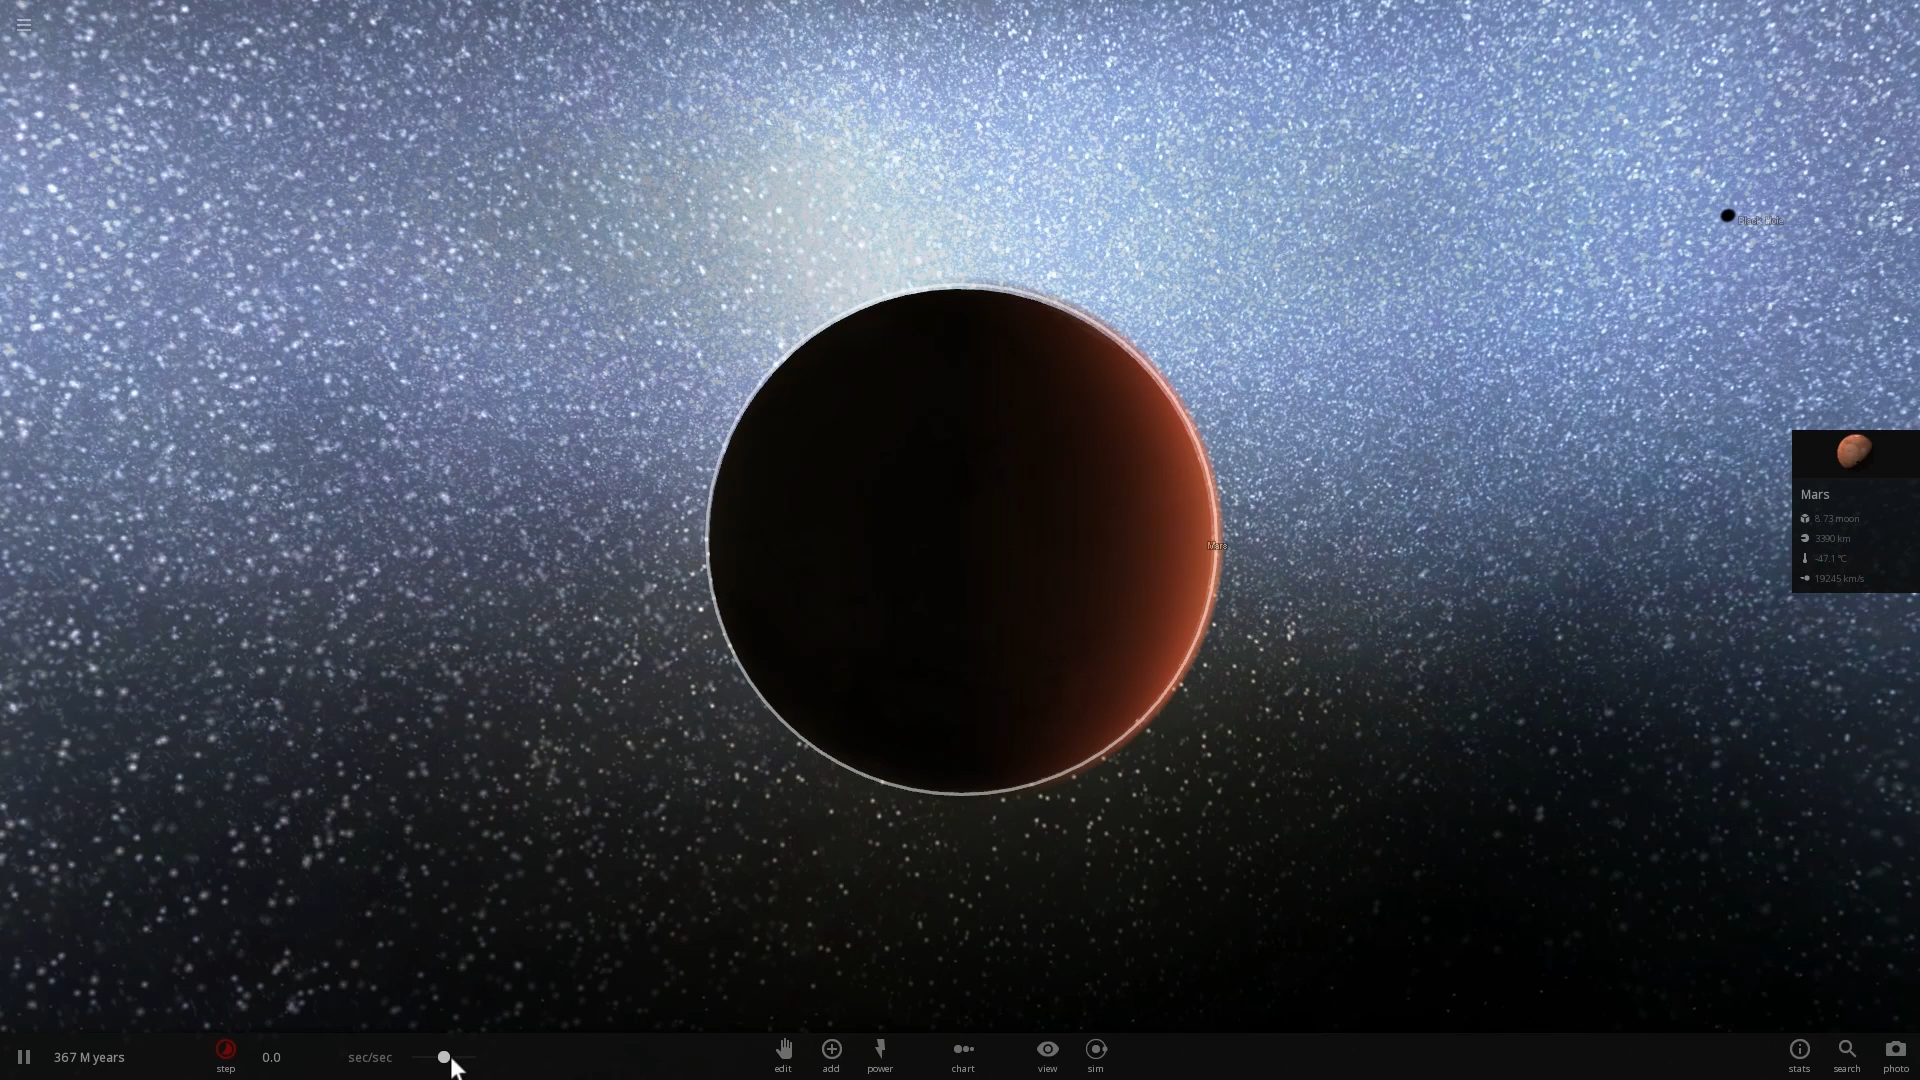 Black Hole
Mars
Mars
8.73 moon
3390 km
-47.1 °C
19245 km/s
367 M years
step
0.0
sec/sec
edit
add
power
chart
view
sim
stats
search
photo